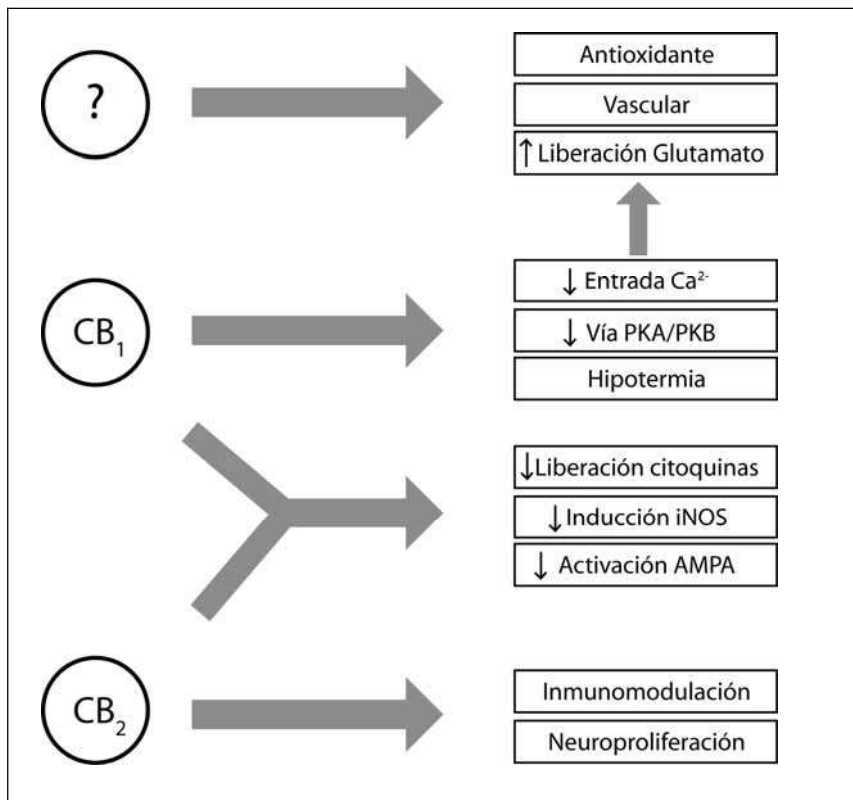 ?
Antioxidante
Vascular
↑ Liberación Glutamato
CB₁
↓ Entrada Ca²⁻
↓ Vía PKA/PKB
Hipotermia
↓Liberación citoquinas
↓Inducción iNOS
↓ Activación AMPA
CB₂
Inmunomodulación
Neuroproliferación